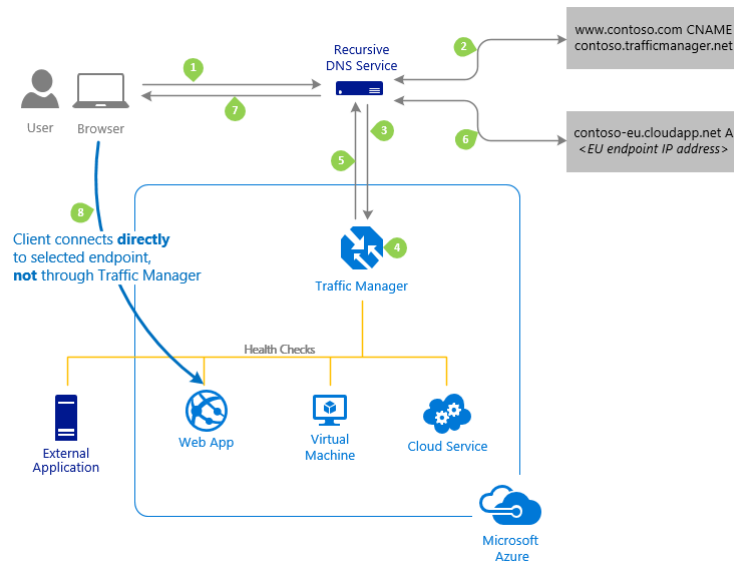 Recursive
DNS Service
www.contoso.com CNAME
contoso.trafficmanager.net
1
2
7
3
User
Browser
contoso-eu.cloudapp.net A
<EU endpoint IP address>
6
5
8
Client connects directly
to selected endpoint,
not through Traffic Manager
4
Traffic Manager
Health Checks
External
Application
Web App
Virtual
Machine
Cloud Service
Microsoft
Azure